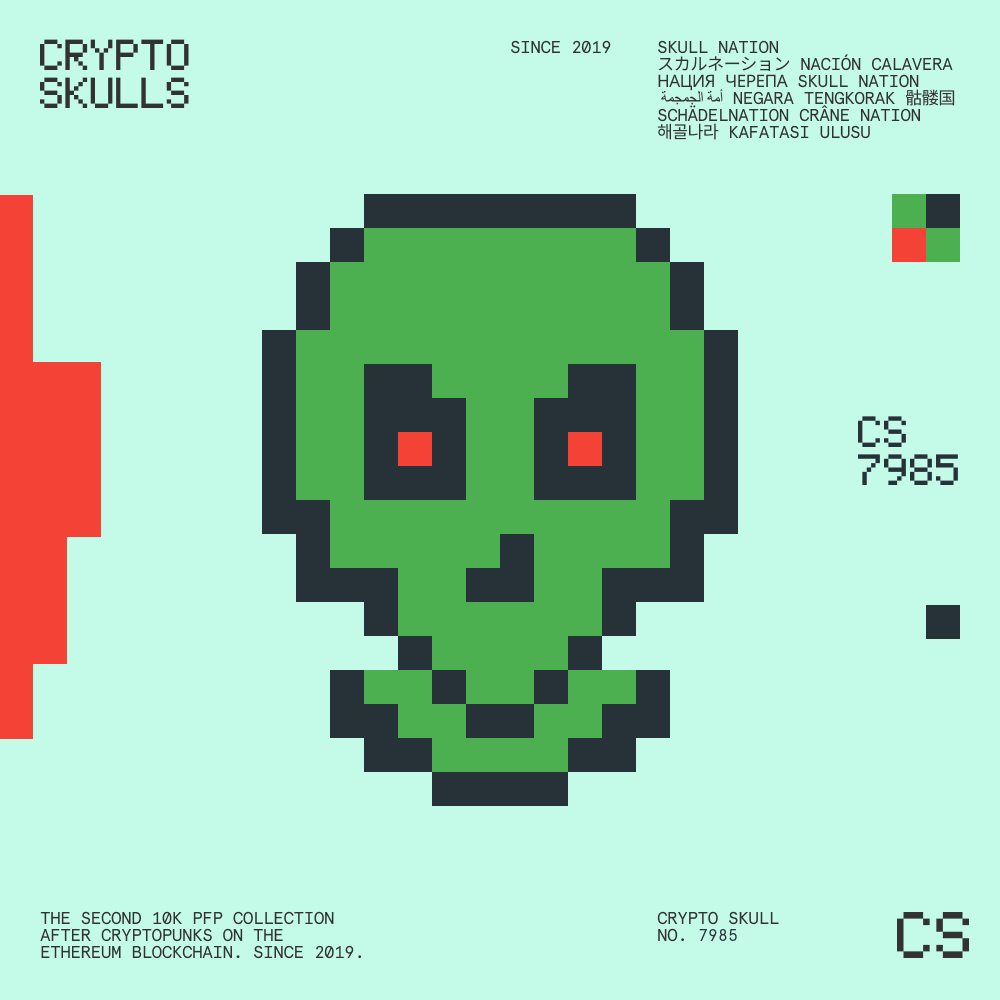 CRYPTO
SKULLS
SINCE 2019
SKULL NATION
スカルネーション NACIÓN CALAVERA
НАЦИЯ ЧЕРЕПА SKULL NATION
أمة الجمجمة NEGARA TENGKORAK 骷髅国
SCHÄDELNATION CRÂNE NATION
해골나라 KAFATASI ULUSU
CS
7985
THE SECOND 10K PFP COLLECTION
AFTER CRYPTOPUNKS ON THE
ETHEREUM BLOCKCHAIN. SINCE 2019.
CRYPTO SKULL
NO. 7985
CS